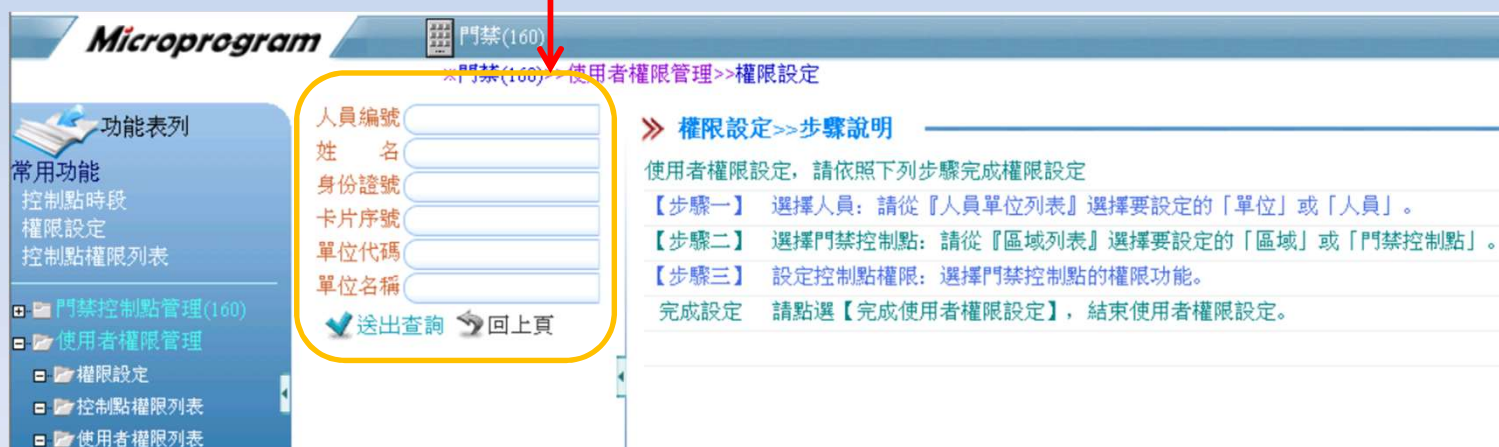 Microprogram
門禁(160)
※門禁(160)>>使用者權限管理>>權限設定
功能表列
常用功能
控制點時段
權限設定
控制點權限列表
門禁控制點管理(160)
使用者權限管理
權限設定
控制點權限列表
使用者權限列表
人員編號
姓 名
身份證號
卡片序號
單位代碼
單位名稱
送出查詢 回上頁
權限設定>>步驟說明
使用者權限設定，請依照下列步驟完成權限設定
【步驟一】 選擇人員：請從『人員單位列表』選擇要設定的「單位」或「人員」。
【步驟二】 選擇門禁控制點：請從『區域列表』選擇要設定的「區域」或「門禁控制點」。
【步驟三】 設定控制點權限：選擇門禁控制點的權限功能。
完成設定 請點選【完成使用者權限設定】，結束使用者權限設定。